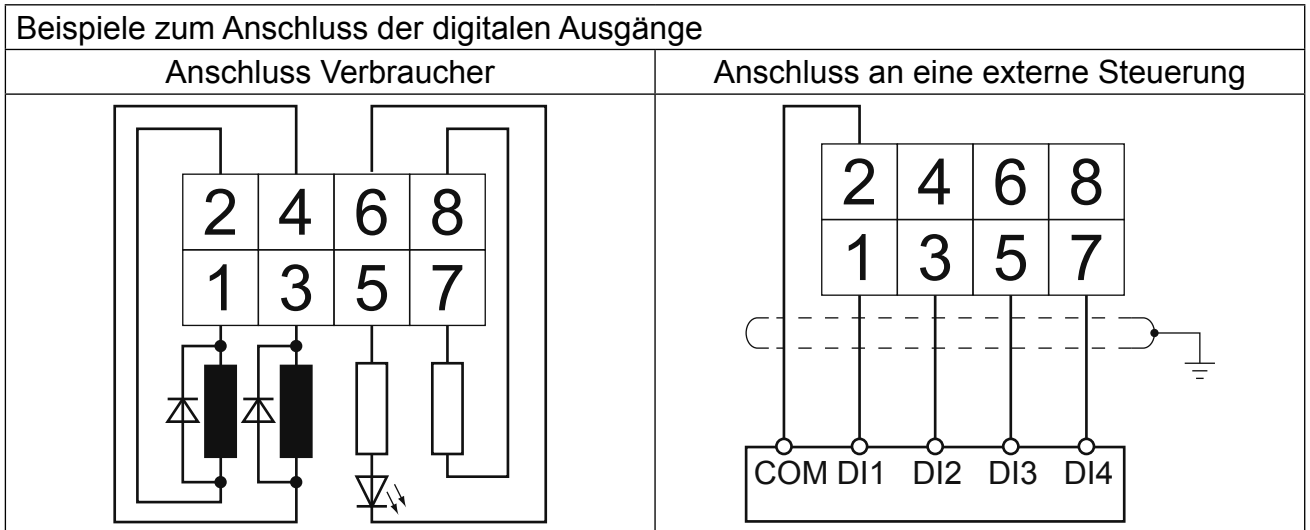 Beispiele zum Anschluss der digitalen Ausgänge
Anschluss Verbraucher
Anschluss an eine externe Steuerung
2 4 6 8
1 3 5 7
2 4 6 8
1 3 5 7
COM DI1 DI2 DI3 DI4